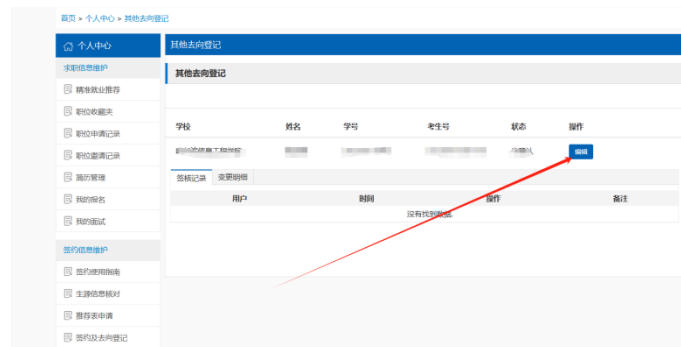 首页 » 个人中心 » 其他去向登记
个人中心
求职信息维护
精准就业推荐
职位收藏夹
职位申请记录
职位邀请记录
简历管理
我的报名
我的面试
签约信息维护
签约使用指南
生源信息核对
推荐表申请
签约及去向登记
其他去向登记
其他去向登记
学校 姓名 学号 考生号 状态 操作
编辑
签核记录 变更明细
用户 时间 操作 备注
没有找到数据.